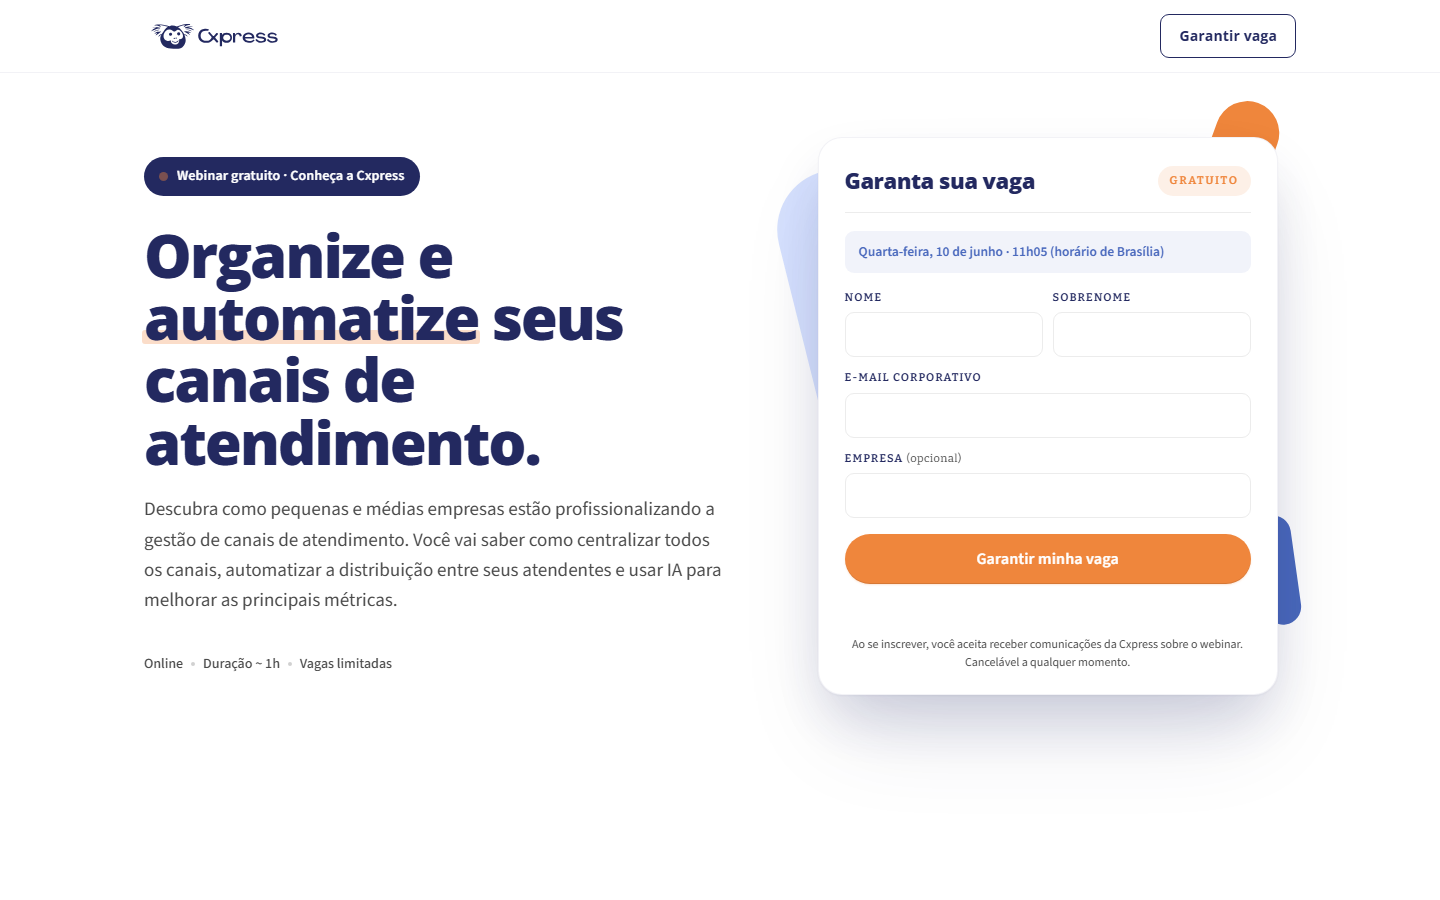 Cxpress
Garantir vaga
Webinar gratuito · Conheça a Cxpress
Organize e
automatize seus
canais de
atendimento.
Descubra como pequenas e médias empresas estão profissionalizando a
gestão de canais de atendimento. Você vai saber como centralizar todos
os canais, automatizar a distribuição entre seus atendentes e usar IA para
melhorar as principais métricas.
Online • Duração ~ 1h • Vagas limitadas
Garanta sua vaga
GRATUITO
Quarta-feira, 10 de junho · 11h05 (horário de Brasília)
NOME
SOBRENOME
E-MAIL CORPORATIVO
EMPRESA (opcional)
Garantir minha vaga
Ao se inscrever, você aceita receber comunicações da Cxpress sobre o webinar.
Cancelável a qualquer momento.